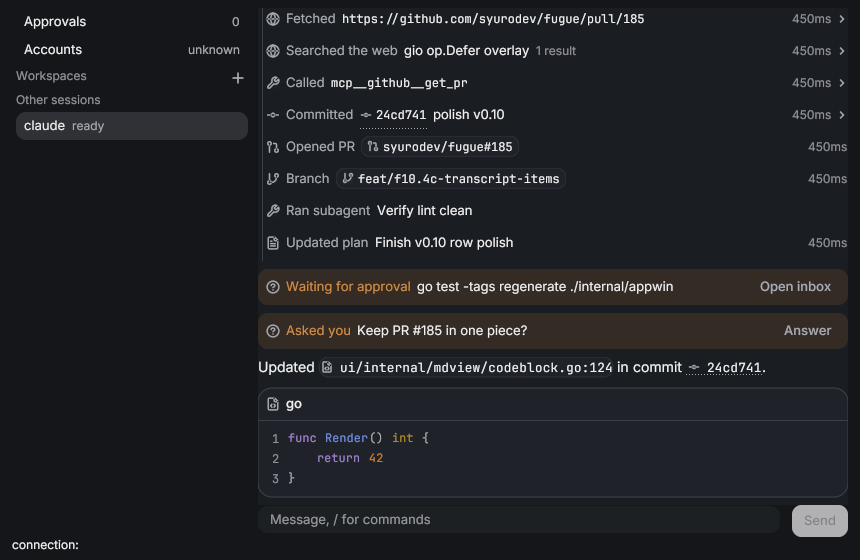 Approvals 0
Accounts unknown
Workspaces +
Other sessions
claude ready
Fetched https://github.com/syurodev/fugue/pull/185 450ms
Searched the web gio op.Defer overlay 1 result 450ms
Called mcp__github__get_pr 450ms
Committed 24cd741 polish v0.10 450ms
Opened PR syurodev/fugue#185 450ms
Branch feat/f10.4c-transcript-items 450ms
Ran subagent Verify lint clean
Updated plan Finish v0.10 row polish 450ms
Waiting for approval go test -tags regenerate ./internal/appwin Open inbox
Asked you Keep PR #185 in one piece? Answer
Updated ui/internal/mdview/codeblock.go:124 in commit 24cd741.
go
1 func Render() int {
2     return 42
3 }
Message, / for commands Send
connection: